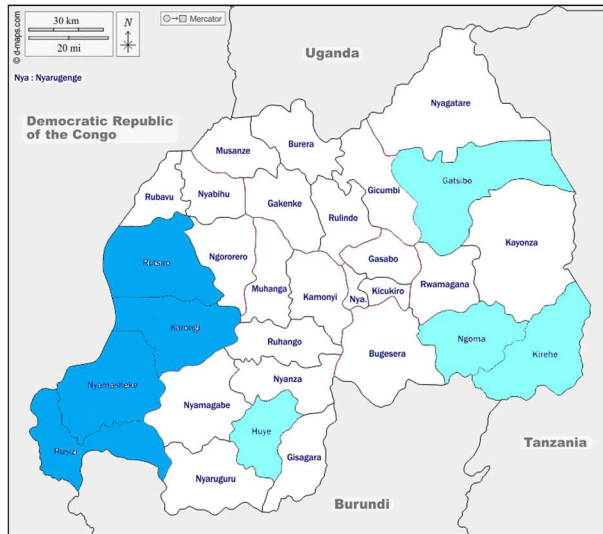 30 km
20 mi
N
Mercator
© d-maps.com
Nya : Nyarugenge
Uganda
Democratic Republic
of the Congo
Nyagatare
Musanze
Burera
Gatsibo
Rubavu
Nyabihu
Gakenke
Rulindo
Gicumbi
Kayonza
Rutsiro
Ngororero
Gasabo
Muhanga
Kamonyi
Nya.
Kicukiro
Rwamagana
Karongi
Ruhango
Bugesera
Ngoma
Kirehe
Nyamasheke
Nyanza
Nyamagabe
Huye
Rusizi
Gisagara
Nyaruguru
Tanzania
Burundi